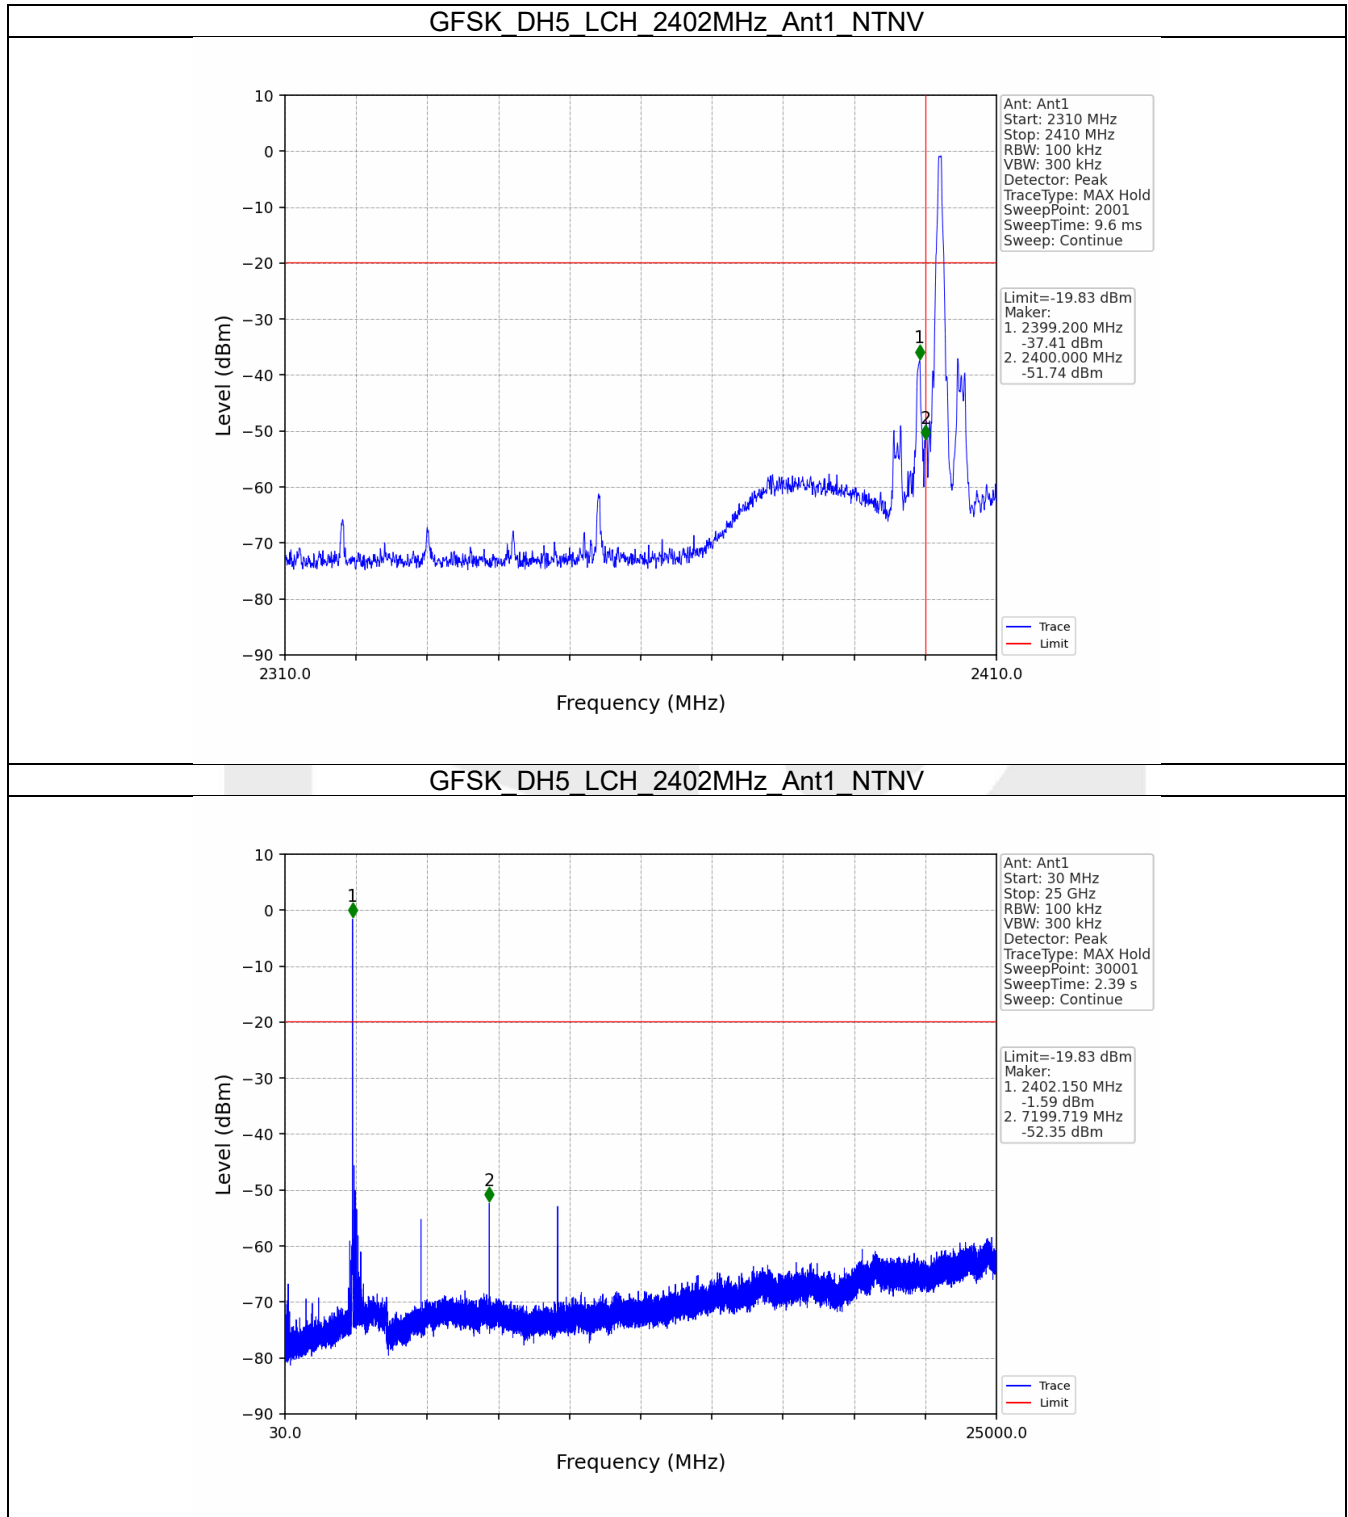 GFSK_DH5_LCH_2402MHz_Ant1_NTNV
10
0
−10
−20
−30
−40
−50
−60
−70
−80
−90
Level (dBm)
2310.0
2410.0
Frequency (MHz)
1
2
Ant: Ant1
Start: 2310 MHz
Stop: 2410 MHz
RBW: 100 kHz
VBW: 300 kHz
Detector: Peak
TraceType: MAX Hold
SweepPoint: 2001
SweepTime: 9.6 ms
Sweep: Continue
Limit=-19.83 dBm
Maker:
1. 2399.200 MHz
-37.41 dBm
2. 2400.000 MHz
-51.74 dBm
Trace
Limit
GFSK_DH5_LCH_2402MHz_Ant1_NTNV
10
0
−10
−20
−30
−40
−50
−60
−70
−80
−90
Level (dBm)
30.0
25000.0
Frequency (MHz)
1
2
Ant: Ant1
Start: 30 MHz
Stop: 25 GHz
RBW: 100 kHz
VBW: 300 kHz
Detector: Peak
TraceType: MAX Hold
SweepPoint: 30001
SweepTime: 2.39 s
Sweep: Continue
Limit=-19.83 dBm
Maker:
1. 2402.150 MHz
-1.59 dBm
2. 7199.719 MHz
-52.35 dBm
Trace
Limit